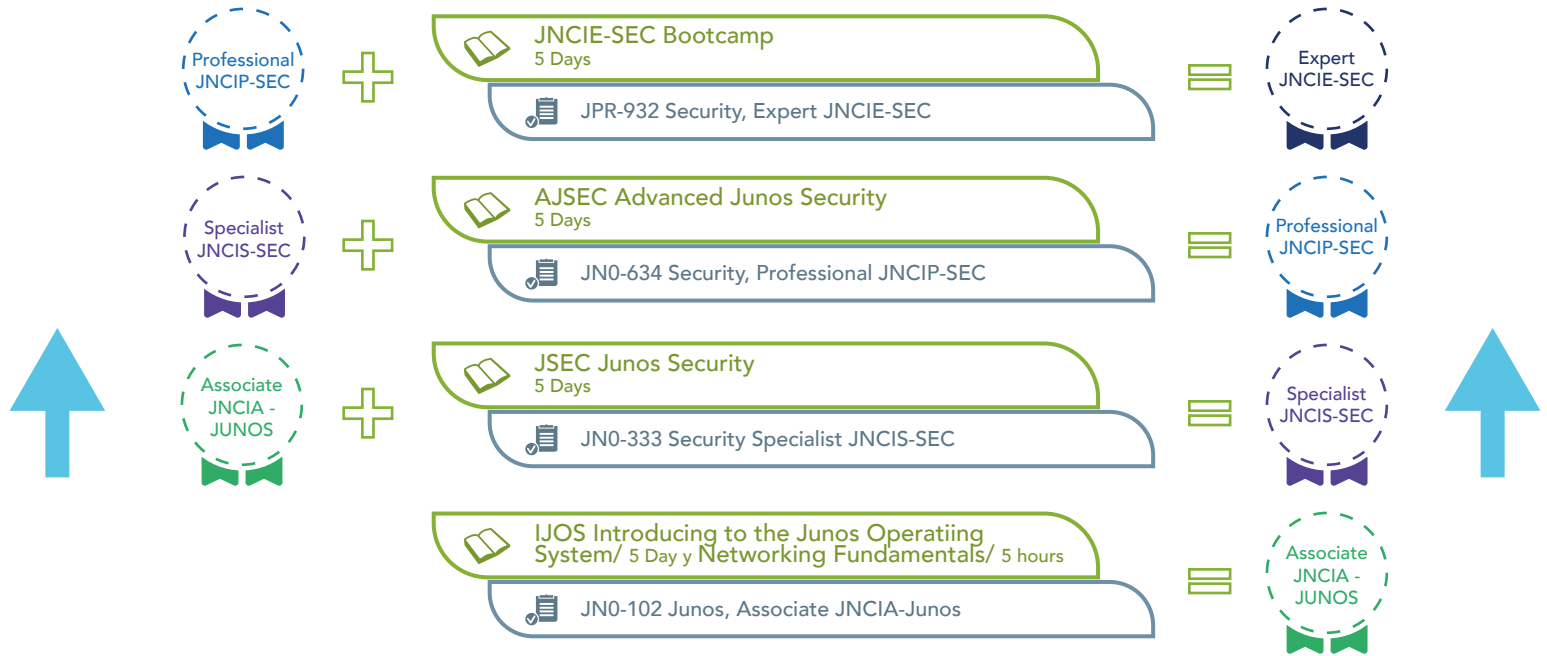 Professional
JNCIP-SEC
JNCIE-SEC Bootcamp
5 Days
JPR-932 Security, Expert JNCIE-SEC
Expert
JNCIE-SEC
Specialist
JNCIS-SEC
AJSEC Advanced Junos Security
5 Days
JN0-634 Security, Professional JNCIP-SEC
Professional
JNCIP-SEC
Associate
JNCIA -
JUNOS
JSEC Junos Security
5 Days
JN0-333 Security Specialist JNCIS-SEC
Specialist
JNCIS-SEC
IJOS Introducing to the Junos Operatiing
System/ 5 Day y Networking Fundamentals/ 5 hours
JN0-102 Junos, Associate JNCIA-Junos
Associate
JNCIA -
JUNOS